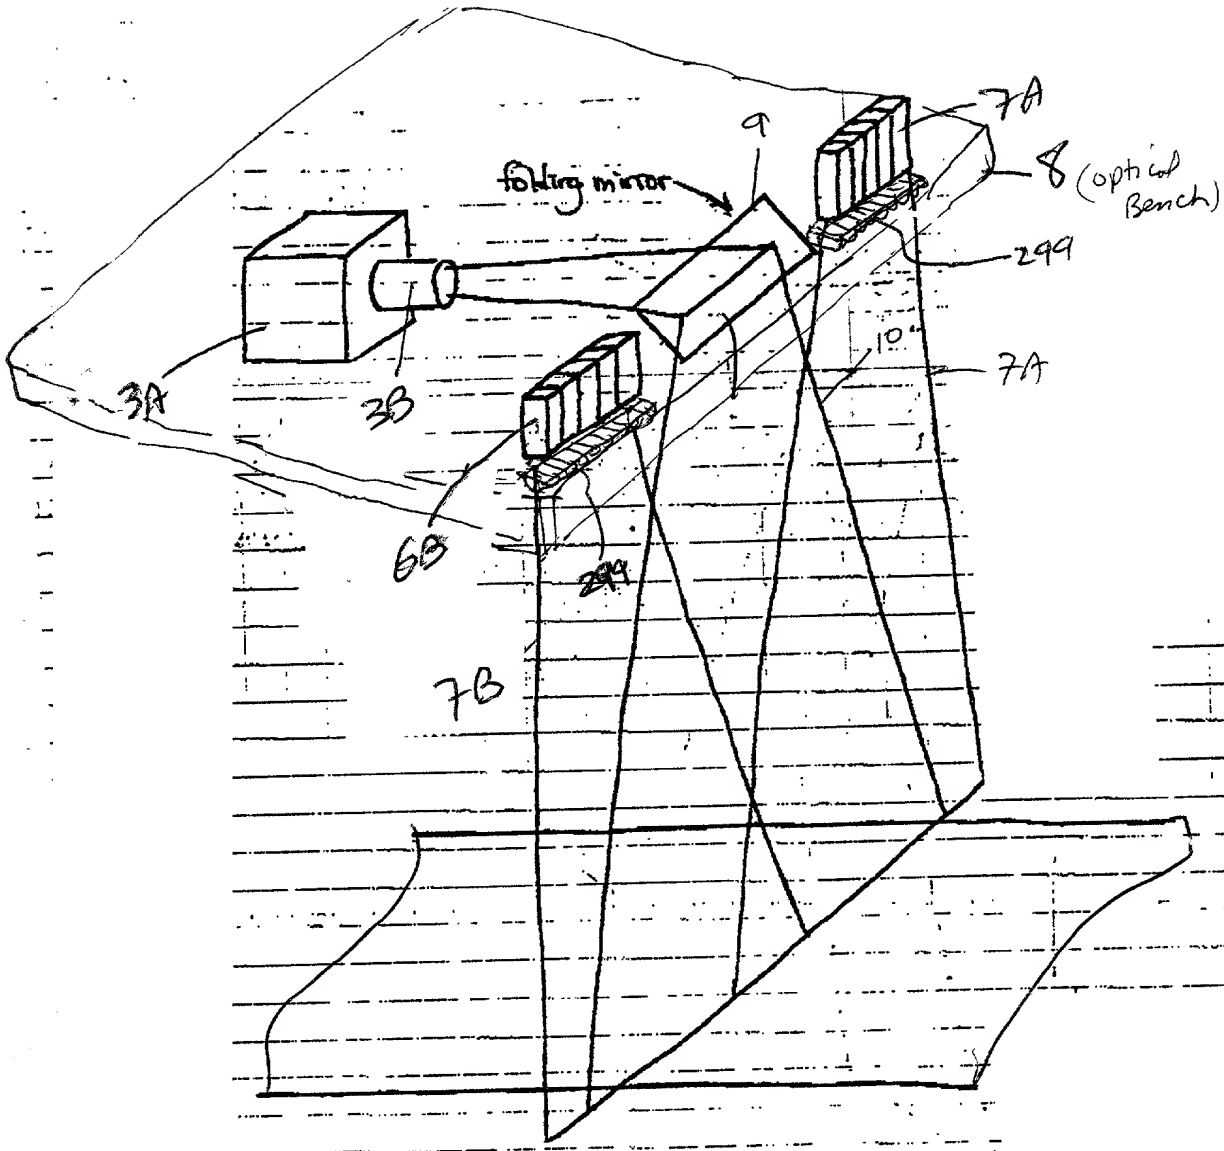 7A
9
8 (optical
Bench)
folding mirror
299
10'
7A
3A
3B
6B
299
7B